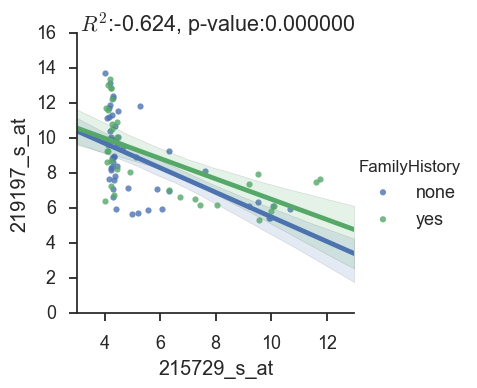 R²:-0.624, p-value:0.000000
16
14
12
10
8
6
4
2
0
219197_s_at
4 6 8 10 12
215729_s_at
FamilyHistory
none
yes